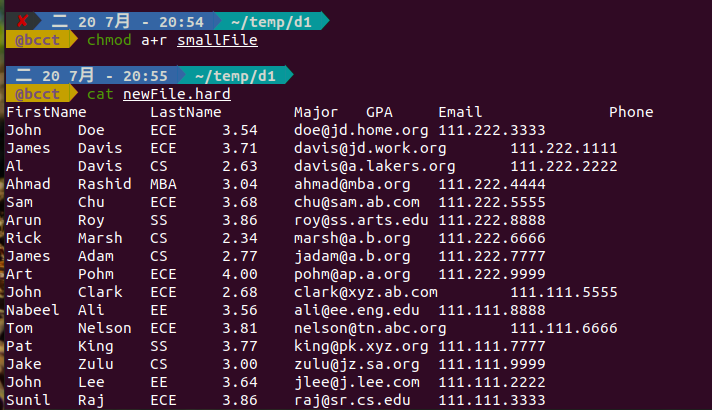 ✘ 二 20 7月 - 20:54 ~/temp/d1
@bcct chmod a+r smallFile
二 20 7月 - 20:55 ~/temp/d1
@bcct cat newFile.hard
FirstName LastName Major GPA Email Phone
John Doe ECE 3.54 doe@jd.home.org 111.222.3333
James Davis ECE 3.71 davis@jd.work.org 111.222.1111
Al Davis CS 2.63 davis@a.lakers.org 111.222.2222
Ahmad Rashid MBA 3.04 ahmad@mba.org 111.222.4444
Sam Chu ECE 3.68 chu@sam.ab.com 111.222.5555
Arun Roy SS 3.86 roy@ss.arts.edu 111.222.8888
Rick Marsh CS 2.34 marsh@a.b.org 111.222.6666
James Adam CS 2.77 jadam@a.b.org 111.222.7777
Art Pohm ECE 4.00 pohm@ap.a.org 111.222.9999
John Clark ECE 2.68 clark@xyz.ab.com 111.111.5555
Nabeel Ali EE 3.56 ali@ee.eng.edu 111.111.8888
Tom Nelson ECE 3.81 nelson@tn.abc.org 111.111.6666
Pat King SS 3.77 king@pk.xyz.org 111.111.7777
Jake Zulu CS 3.00 zulu@jz.sa.org 111.111.9999
John Lee EE 3.64 jlee@j.lee.com 111.111.2222
Sunil Raj ECE 3.86 raj@sr.cs.edu 111.111.3333